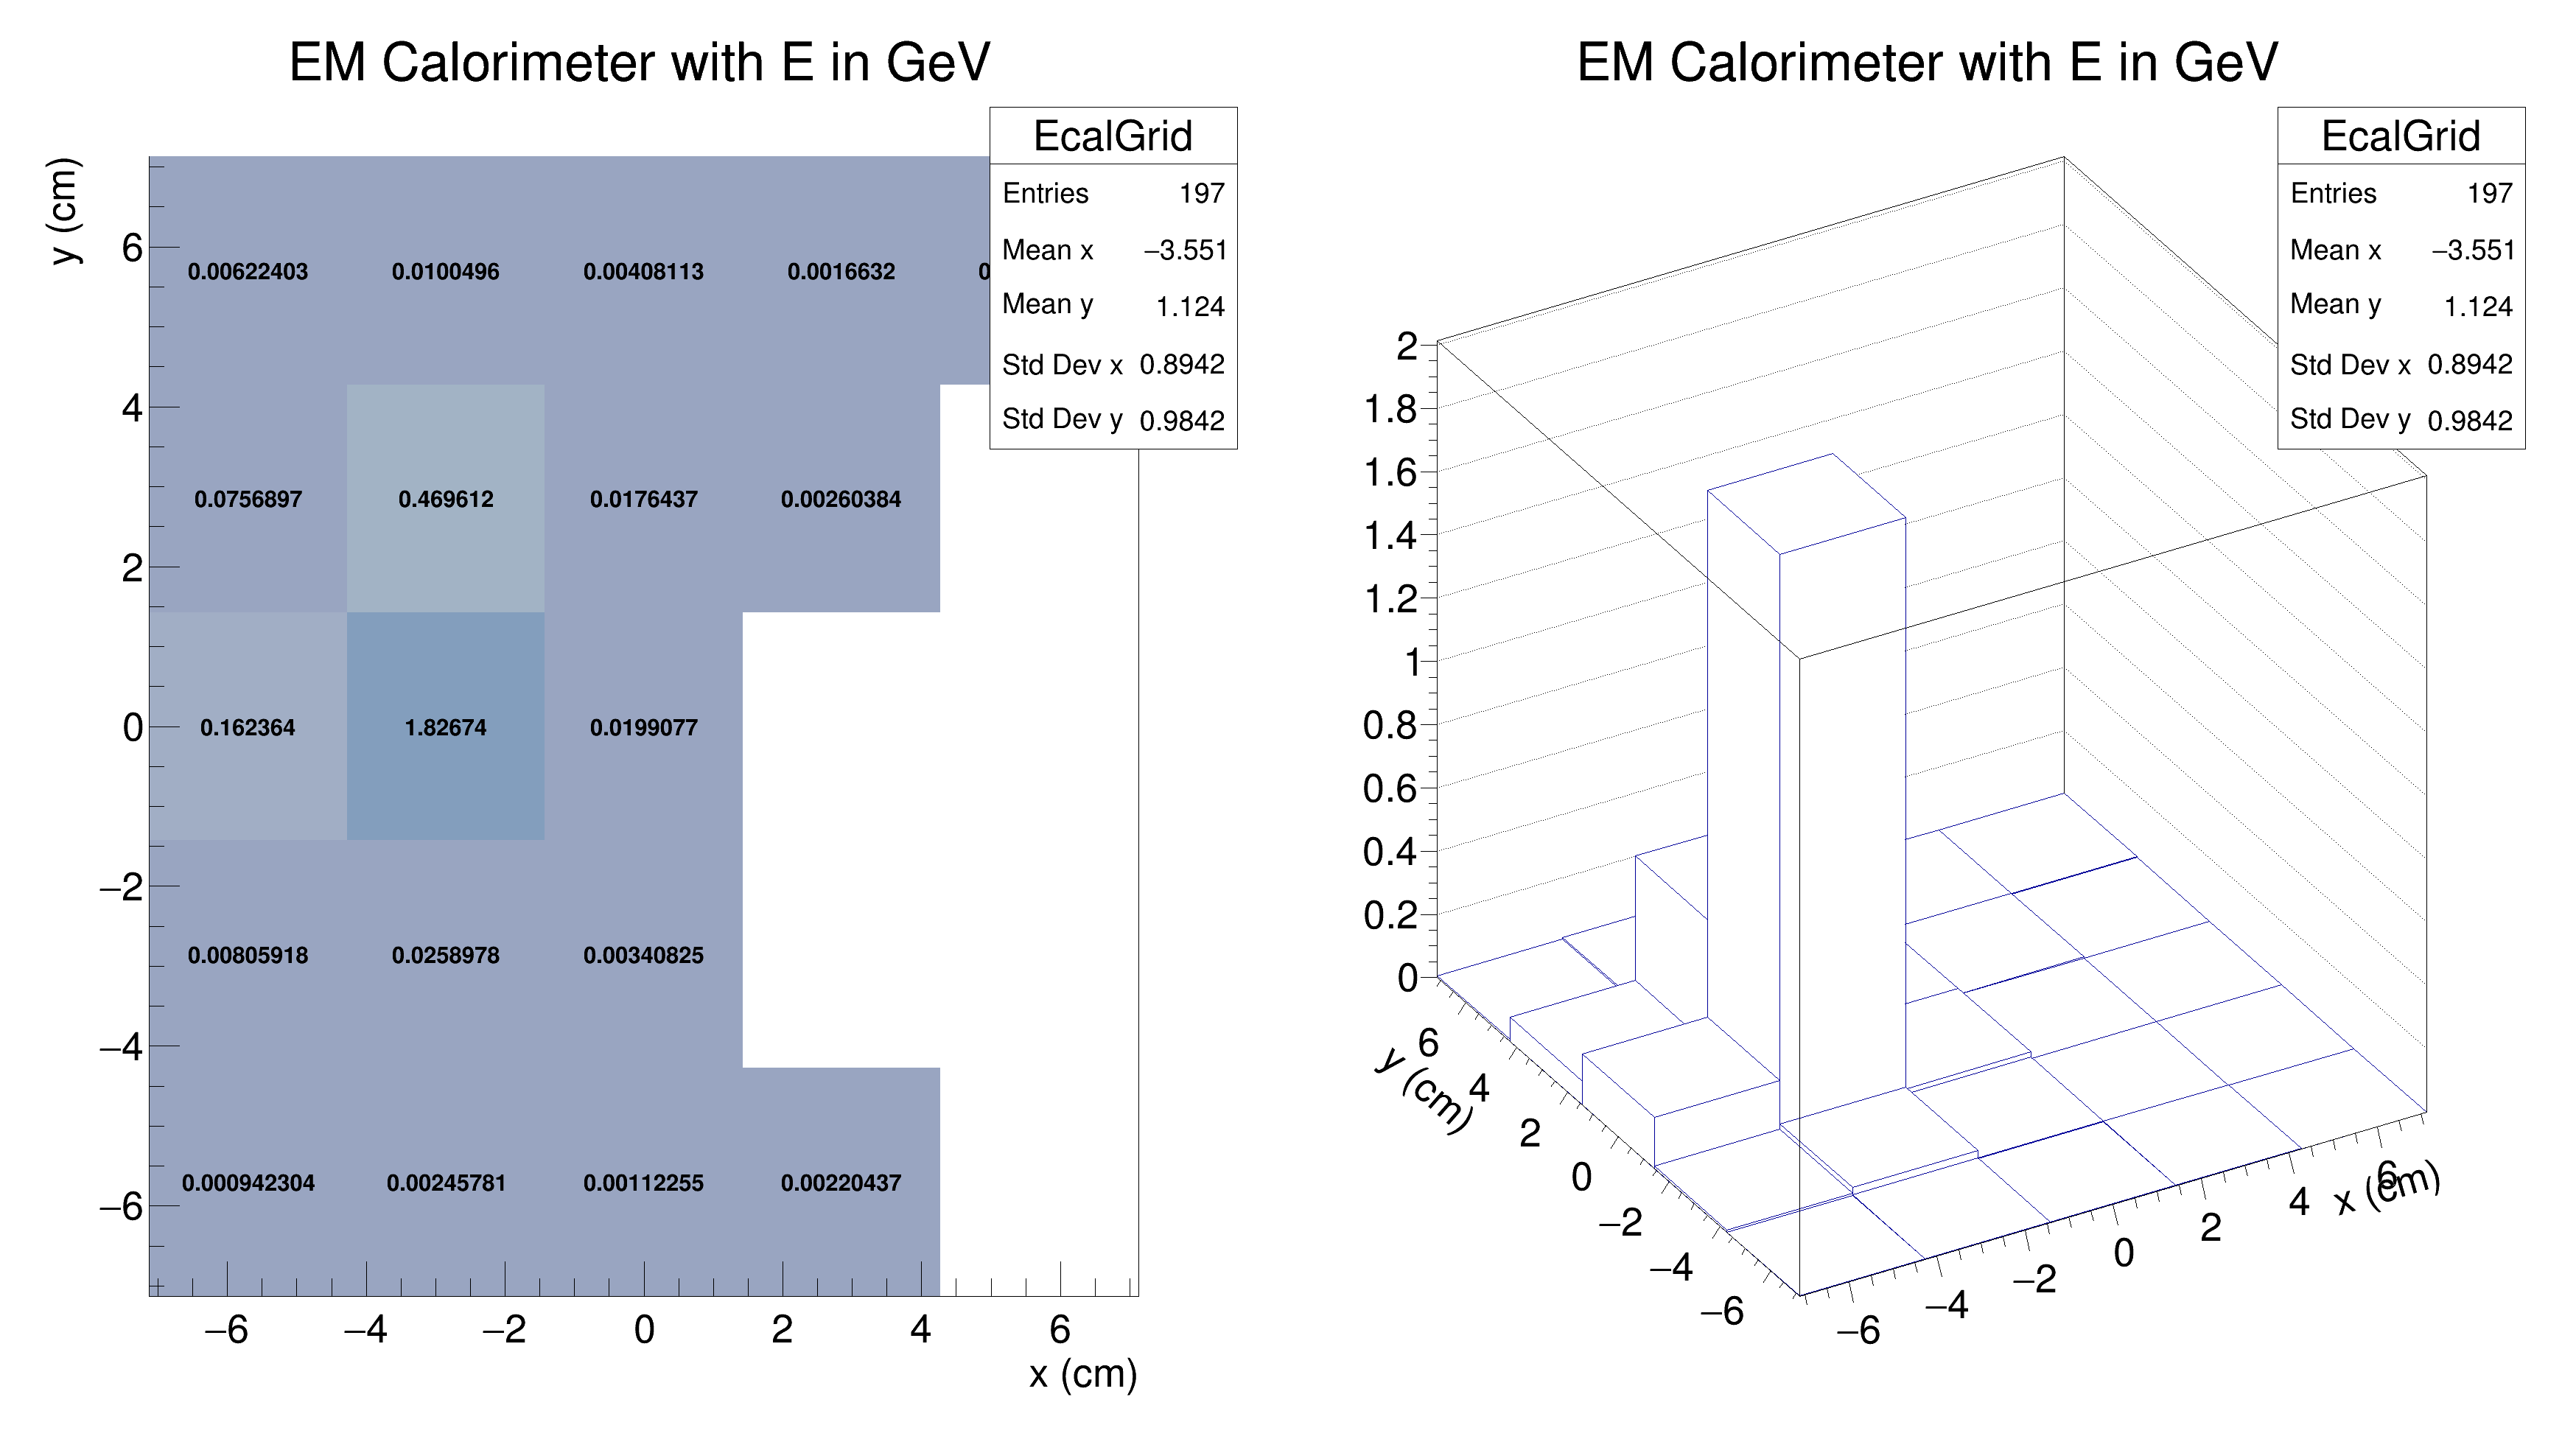 EM Calorimeter with E in GeV
EcalGrid
Entries 197
Mean x −3.551
Mean y 1.124
Std Dev x 0.8942
Std Dev y 0.9842
y (cm)
6
4
2
0
−2
−4
−6
0.00622403 0.0100496 0.00408113 0.0016632
0.0756897 0.469612 0.0176437 0.00260384
0.162364 1.82674 0.0199077
0.00805918 0.0258978 0.00340825
0.000942304 0.00245781 0.00112255 0.00220437
−6 −4 −2 0 2 4 6
x (cm)
EM Calorimeter with E in GeV
EcalGrid
Entries 197
Mean x −3.551
Mean y 1.124
Std Dev x 0.8942
Std Dev y 0.9842
2
1.8
1.6
1.4
1.2
1
0.8
0.6
0.4
0.2
0
6
4
2
0
−2
−4
−6
y (cm)
−6 −4 −2 0 2 4 6
x (cm)